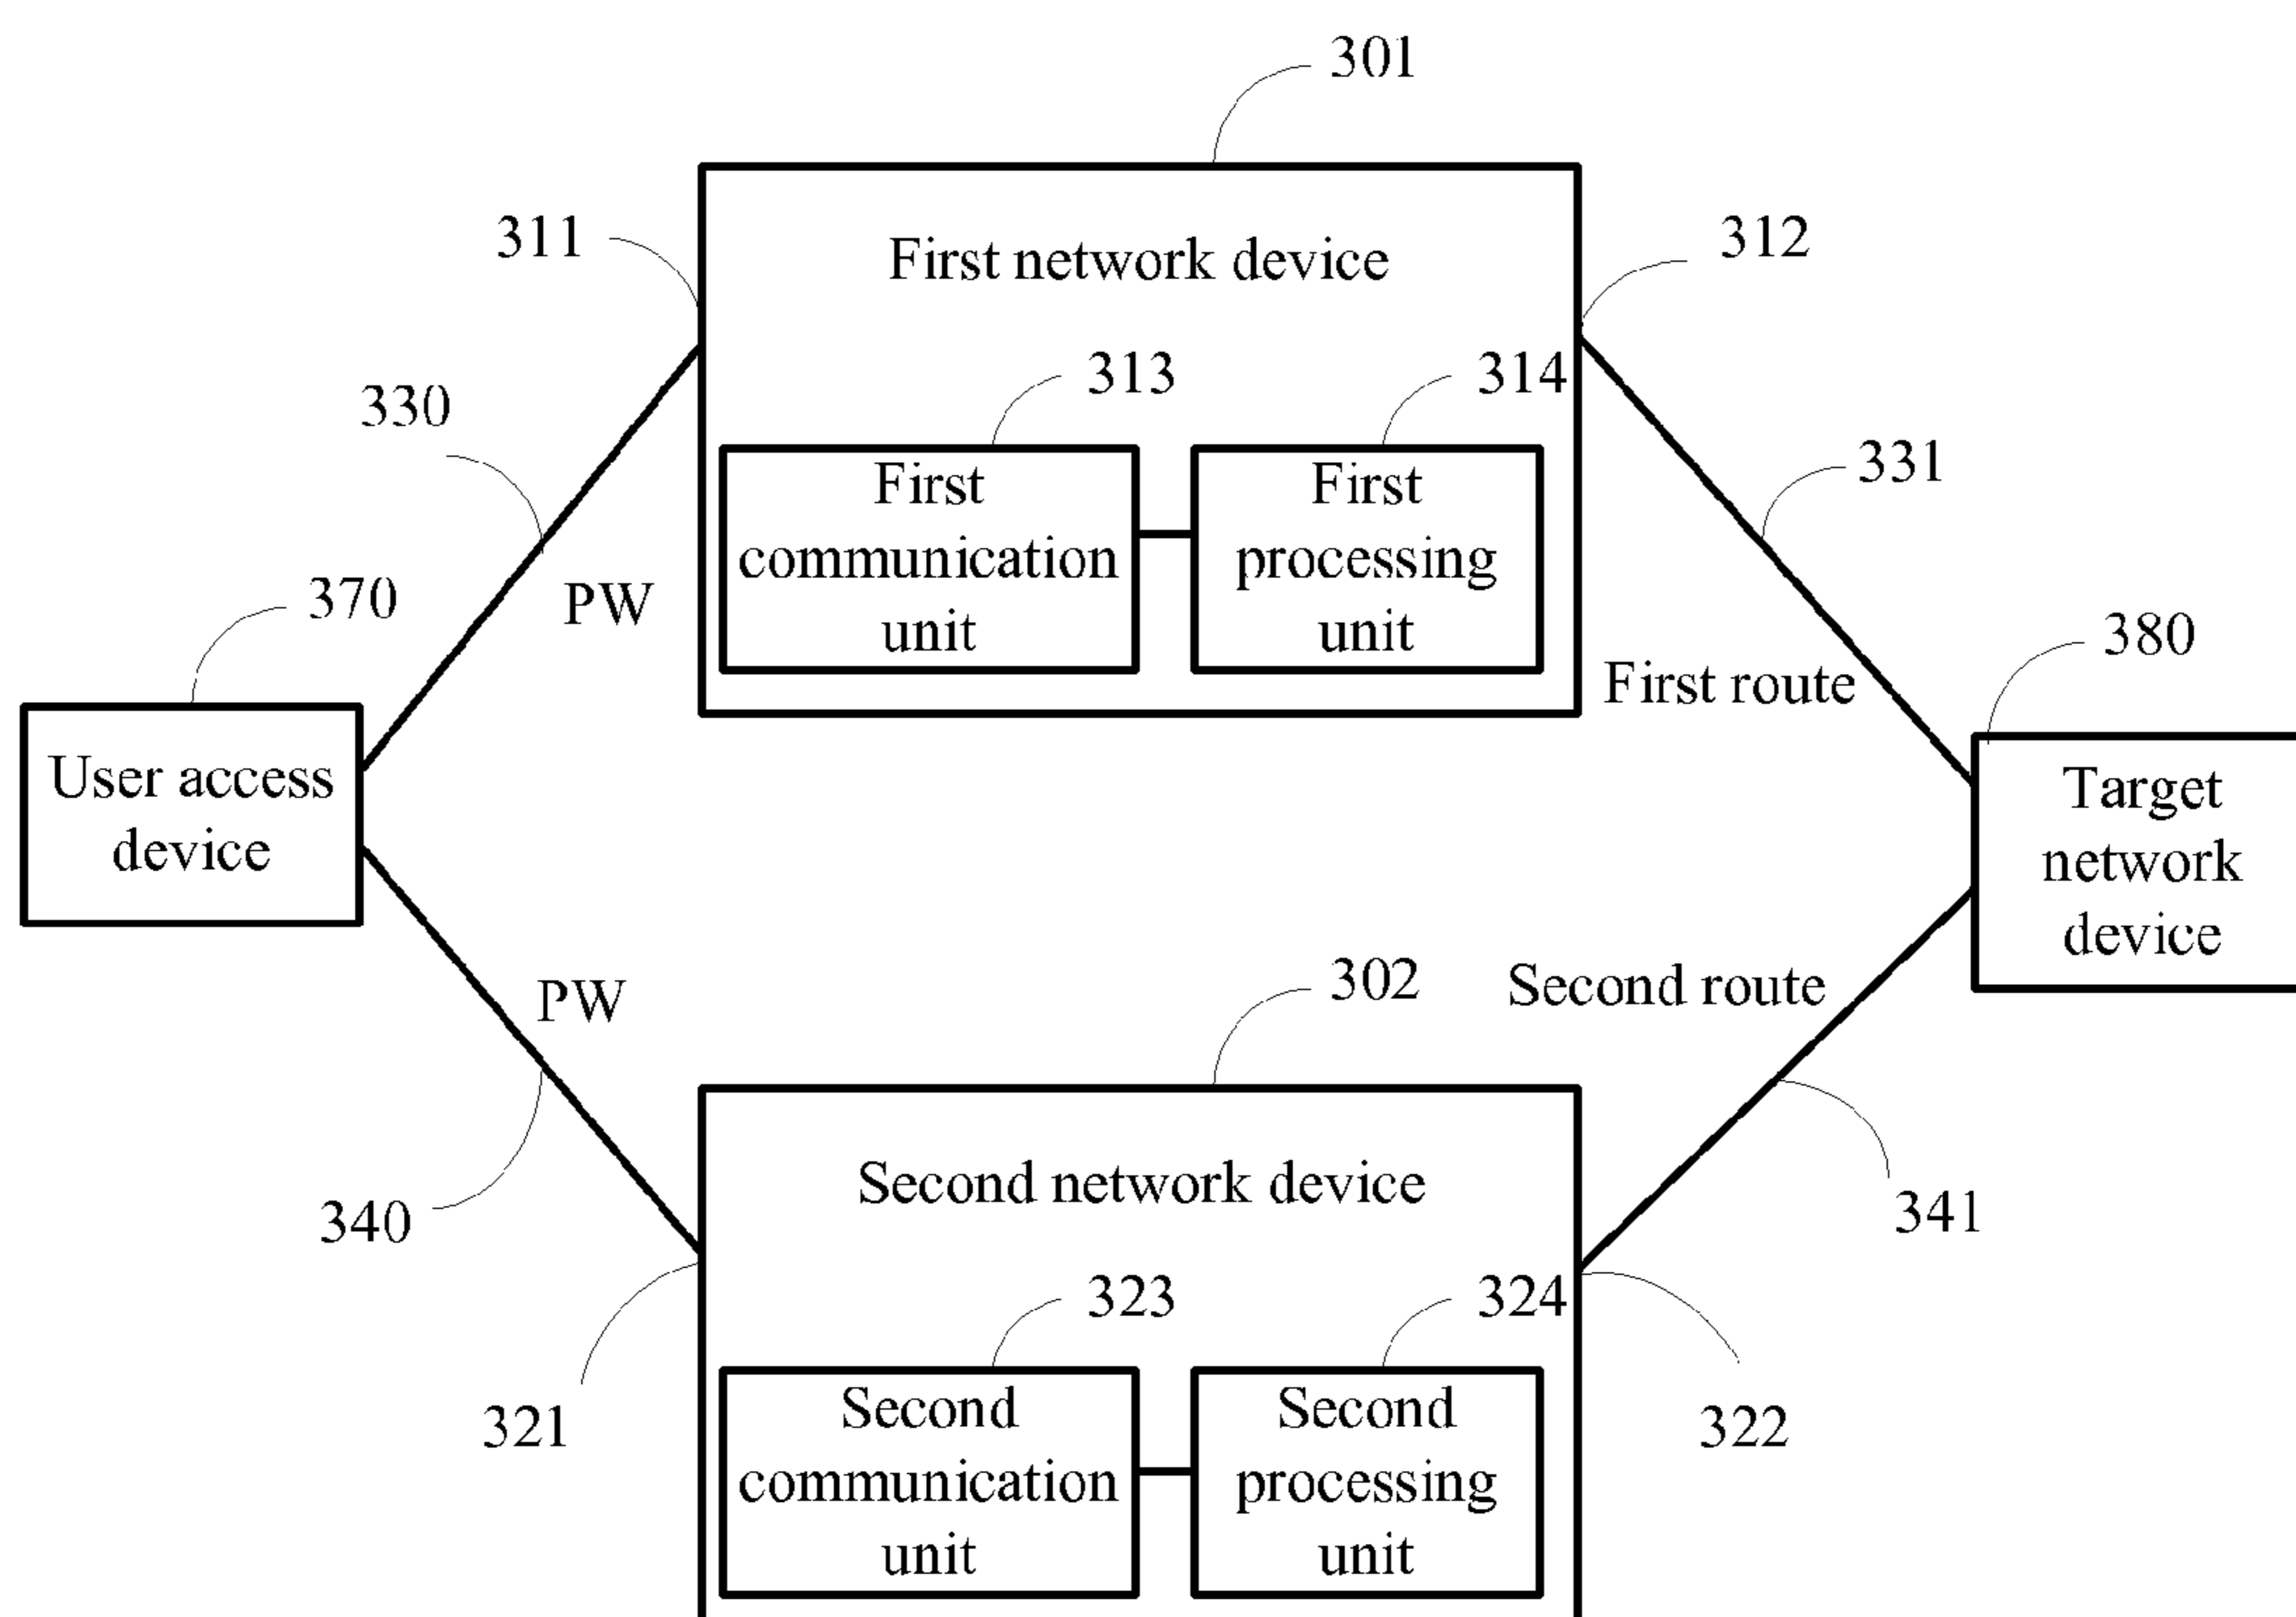 301
311
First network device
312
313
314
330
First
communication
unit
First
processing
unit
331
PW
370
380
First route
User access
device
Target
network
device
PW
302
Second route
Second network device
340
341
323
324
321
Second
communication
unit
Second
processing
unit
322